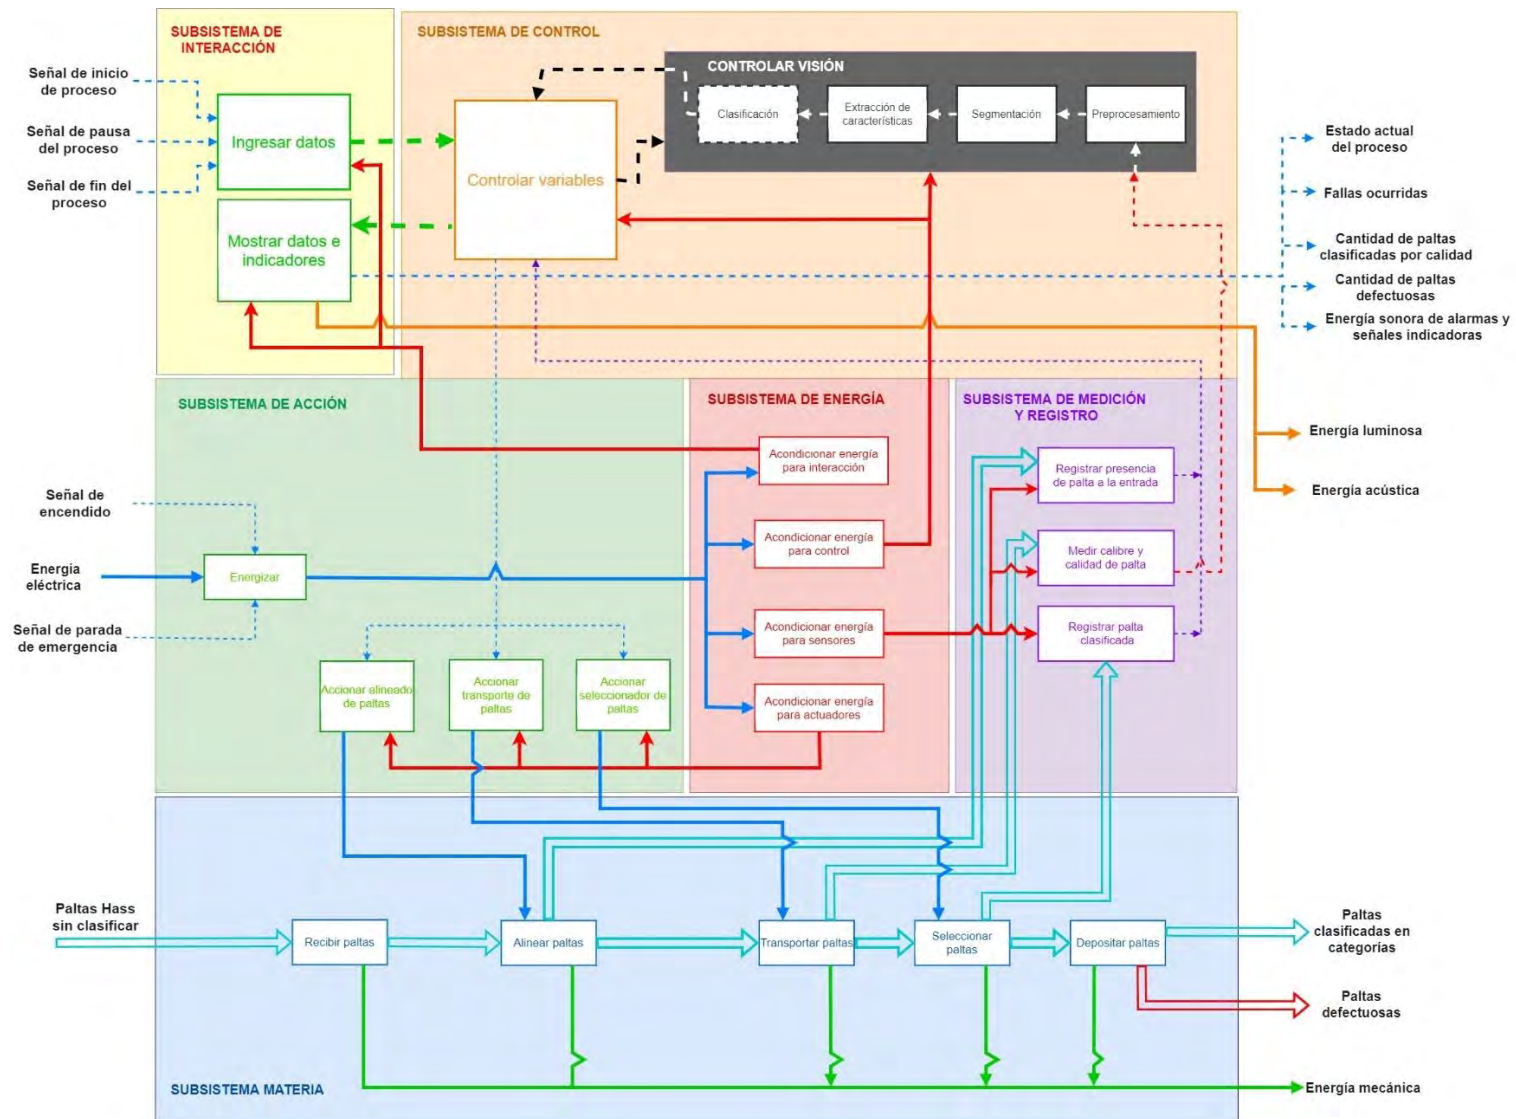 SUBSISTEMA DE
INTERACCIÓN
SUBSISTEMA DE CONTROL
CONTROLAR VISIÓN
Señal de inicio
de proceso
Señal de pausa
del proceso
Señal de fin del
proceso
Ingresar datos
Mostrar datos e
indicadores
Controlar variables
Clasificación
Extracción de
características
Segmentación
Preprocesamiento
Estado actual
del proceso
Fallas ocurridas
Cantidad de paltas
clasificadas por calidad
Cantidad de paltas
defectuosas
Energía sonora de alarmas y
señales indicadoras
SUBSISTEMA DE ACCIÓN
SUBSISTEMA DE ENERGÍA
SUBSISTEMA DE MEDICIÓN
Y REGISTRO
Energía luminosa
Energía acústica
Señal de
encendido
Energia
eléctrica
Señal de parada
de emergencia
Energizar
Accionar alineado
de paltas
Accionar
transporte de
paltas
Accionar
seleccionador de
paltas
Acondicionar energía
para interacción
Acondicionar energía
para control
Acondicionar energía
para sensores
Acondicionar energía
para actuadores
Registrar presencia
de palta a la entrada
Medir calibre y
calidad de palta
Registrar palta
clasificada
Paltas Hass
sin clasificar
Recibir paltas
Alinear paltas
Transportar paltas
Seleccionar
paltas
Depositar paltas
Paltas
clasificadas en
categorías
Paltas
defectuosas
SUBSISTEMA MATERIA
Energía mecánica